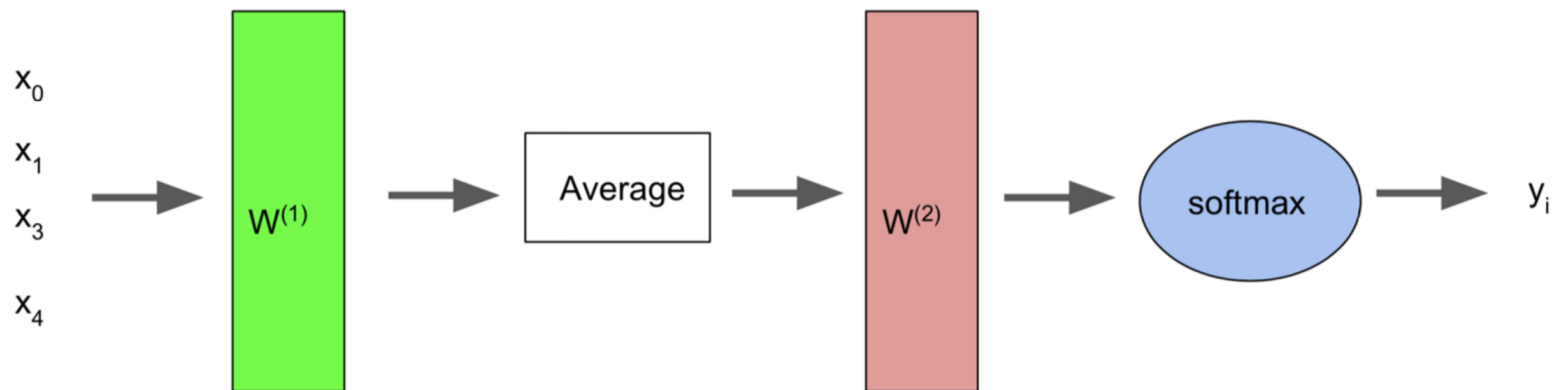 x₀
x₁
x₃
x₄
W⁽¹⁾
Average
W⁽²⁾
softmax
yᵢ